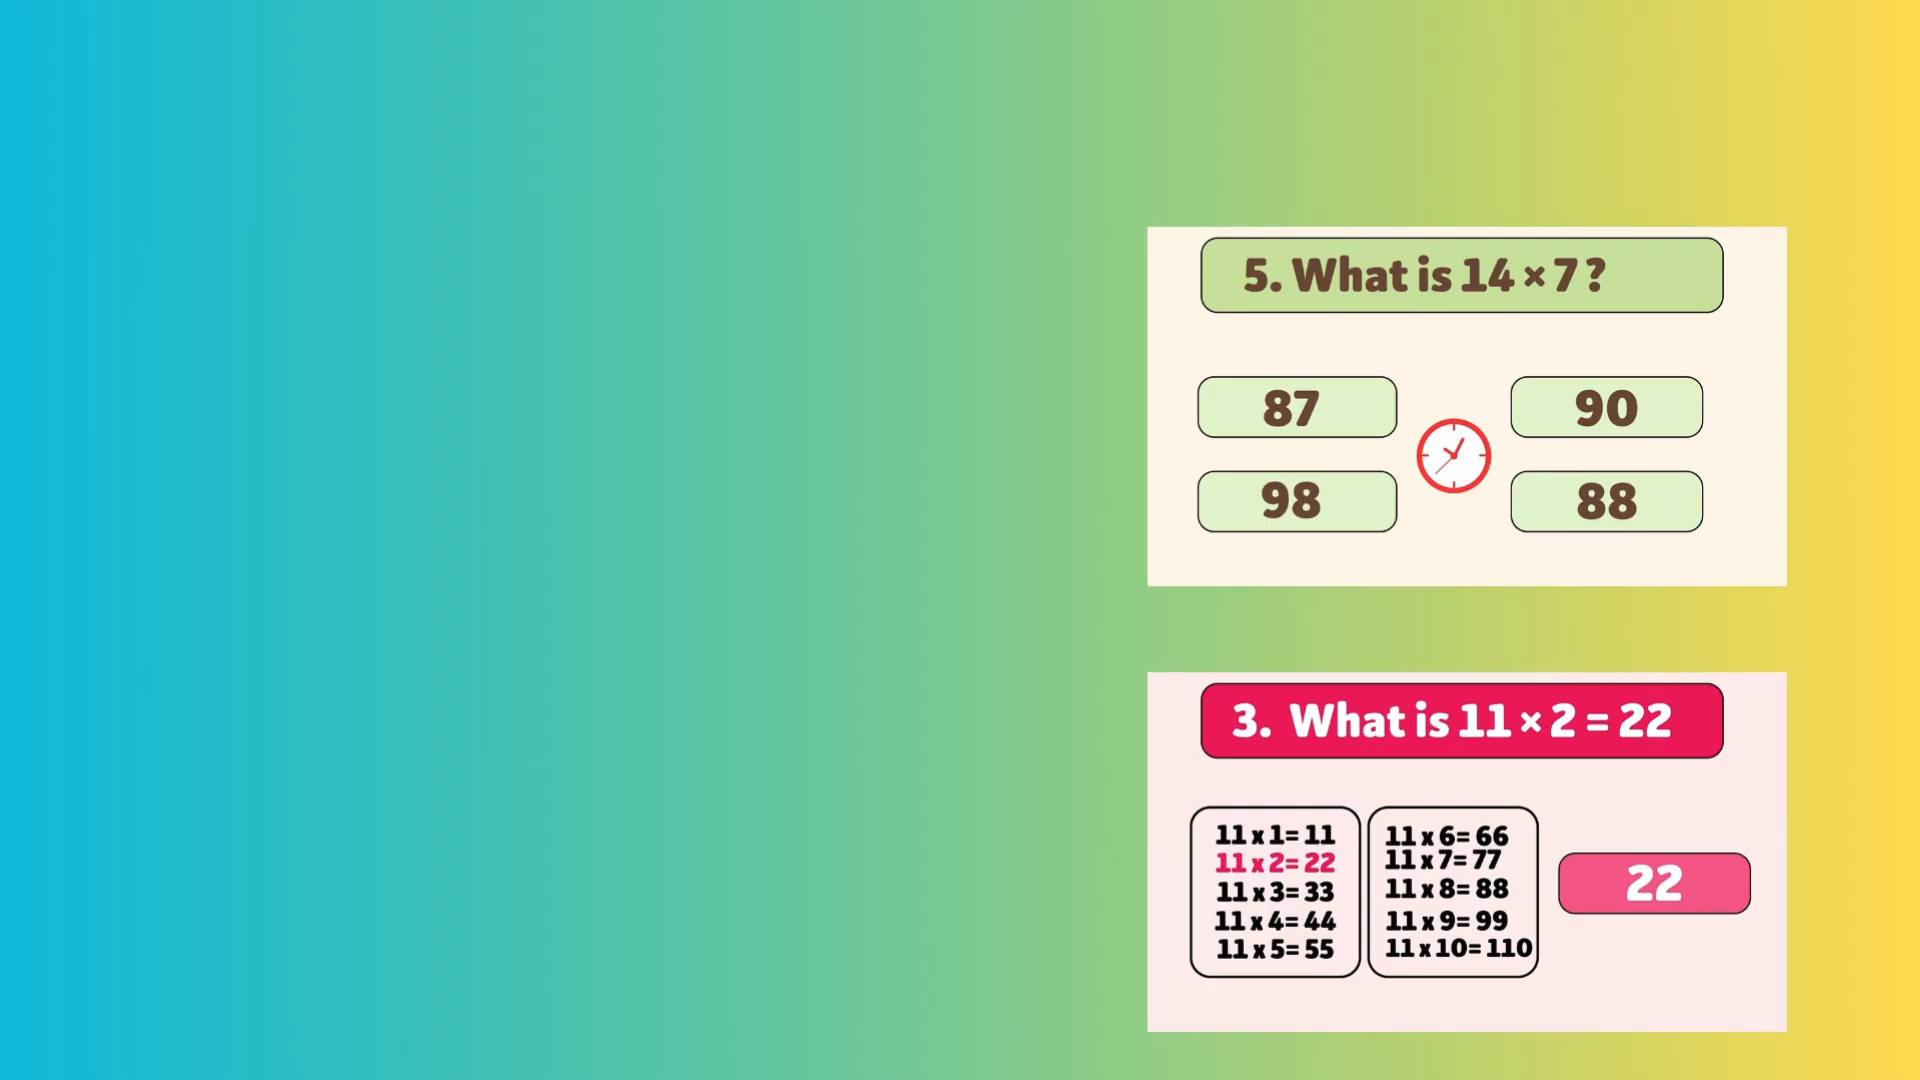 5. What is 14 × 7 ?
87
90
98
88
3. What is 11 × 2 = 22
11 x 1= 11
11 x 2= 22
11 x 3= 33
11 x 4= 44
11 x 5= 55
11 x 6= 66
11 x 7= 77
11 x 8= 88
11 x 9= 99
11 x 10= 110
22